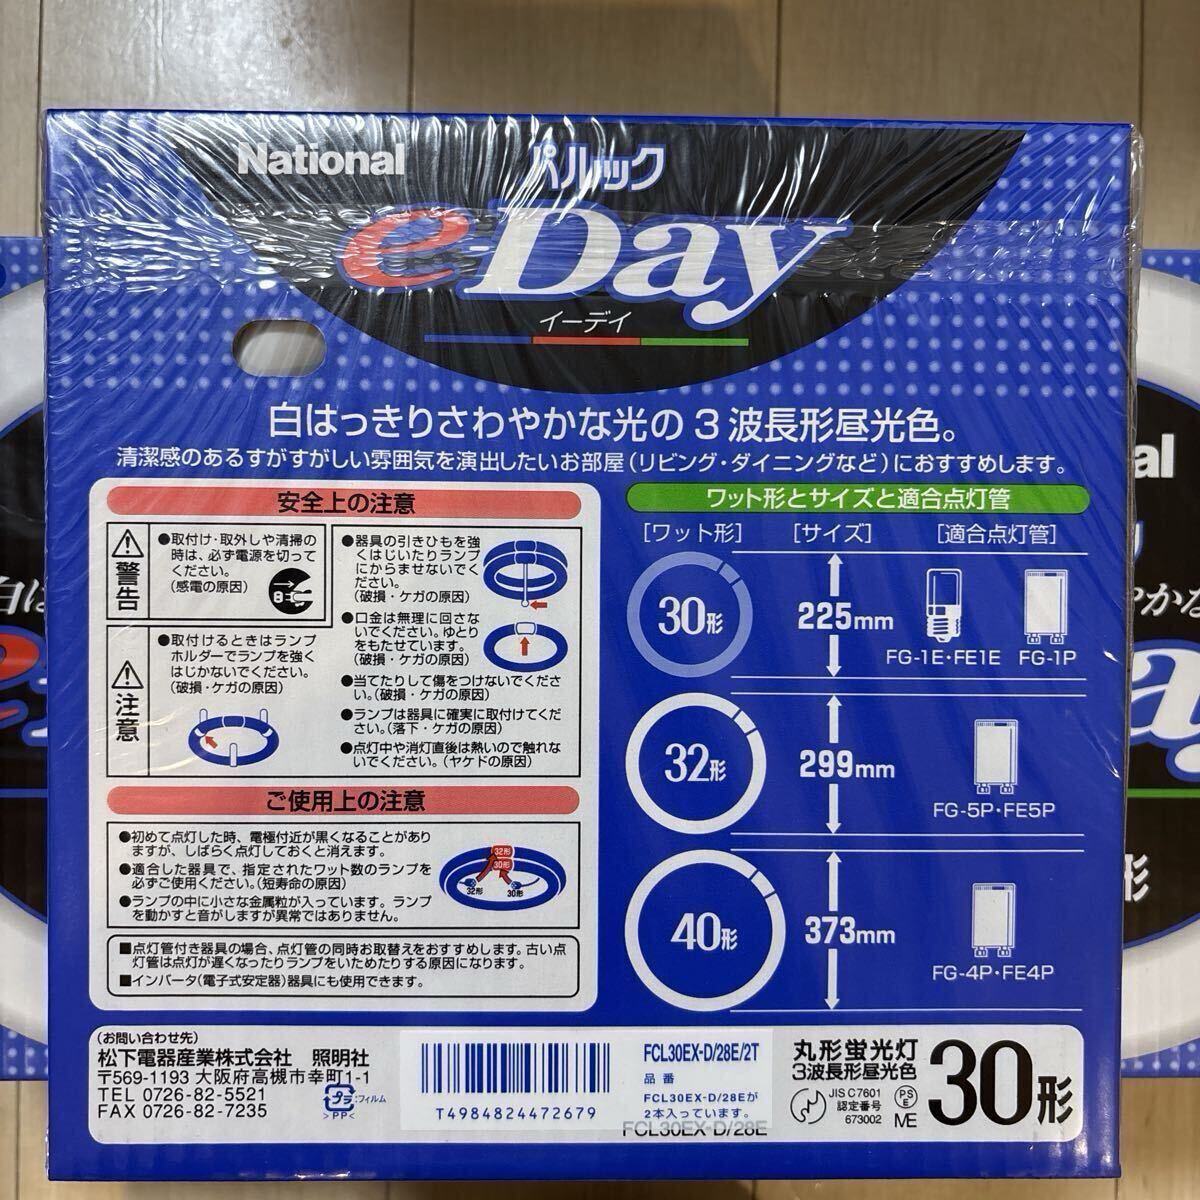 National
パルック
e-Day
イーデイ
白はっきりさわやかな光の3波長形昼光色。
清潔感のあるすがすがしい雰囲気を演出したいお部屋(リビング・ダイニングなど)におすすめします。
安全上の注意
警告
●取付け・取外しや清掃の
時は、必ず電源を切って
ください。
(感電の原因)
注意
●取付けるときはランプ
ホルダーでランプを強く
はじかないでください。
(破損・ケガの原因)
●器具の引きひもを強
くはじいたりランプ
にからませないでく
ださい。
(破損・ケガの原因)
●口金は無理に回さな
いでください。ゆとり
をもたせています。
(破損・ケガの原因)
●当てたりして傷をつけないでくださ
い。(破損・ケガの原因)
●ランプは器具に確実に取付けてくだ
さい。(落下・ケガの原因)
●点灯中や消灯直後は熱いので触れな
いでください。(ヤケドの原因)
ご使用上の注意
●初めて点灯した時、電極付近が黒くなることがあり
ますが、しばらく点灯しておくと消えます。
●適合した器具で、指定されたワット数のランプを
必ずご使用ください。(短寿命の原因)
●ランプの中に小さな金属粒が入っています。ランプ
を動かすと音がしますが異常ではありません。
32形
30形
32形
30形
■点灯管付き器具の場合、点灯管の同時お取替えをおすすめします。古い点
灯管は点灯が遅くなったりランプをいためたりする原因になります。
■インバータ(電子式安定器)器具にも使用できます。
ワット形とサイズと適合点灯管
[ワット形] [サイズ] [適合点灯管]
30形 225mm FG-1E・FE1E FG-1P
32形 299mm FG-5P・FE5P
40形 373mm FG-4P・FE4P
(お問い合わせ先)
松下電器産業株式会社 照明社
〒569-1193 大阪府高槻市幸町1-1
TEL 0726-82-5521
FAX 0726-82-7235
プラ:フィルム
>PP<
T4984824472679
FCL30EX-D/28E/2T
品番
FCL30EX-D/28Eが
2本入っています。
FCL30EX-D/28E
丸形蛍光灯
3波長形昼光色
JIS C7601
認定番号
673002
PS
E
ME
30形
白は
e-
nal
やかな
ay
形